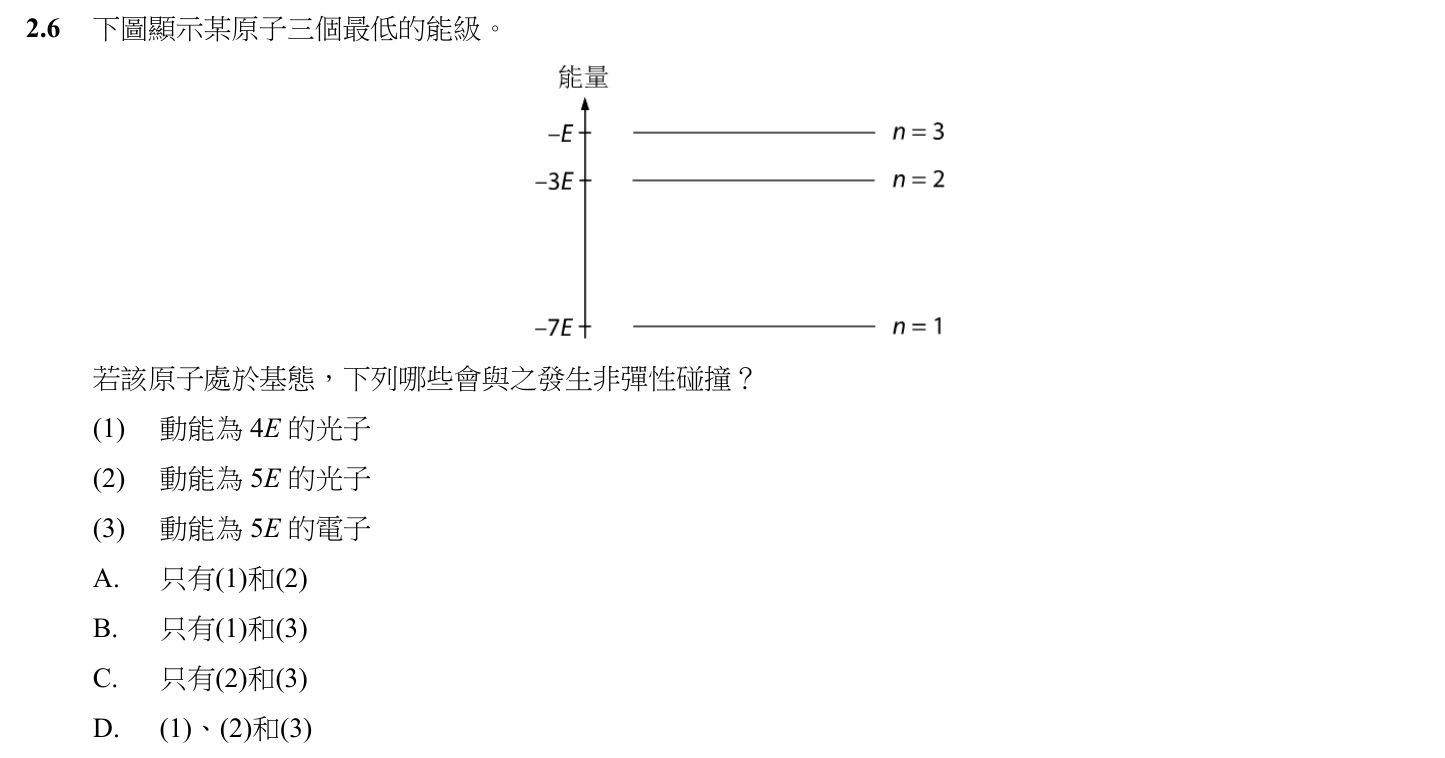 2.6 下圖顯示某原子三個最低的能級。
能量
–E n = 3
–3E n = 2
–7E n = 1
若該原子處於基態，下列哪些會與之發生非彈性碰撞？
(1) 動能為 4E 的光子
(2) 動能為 5E 的光子
(3) 動能為 5E 的電子
A. 只有(1)和(2)
B. 只有(1)和(3)
C. 只有(2)和(3)
D. (1)、(2)和(3)